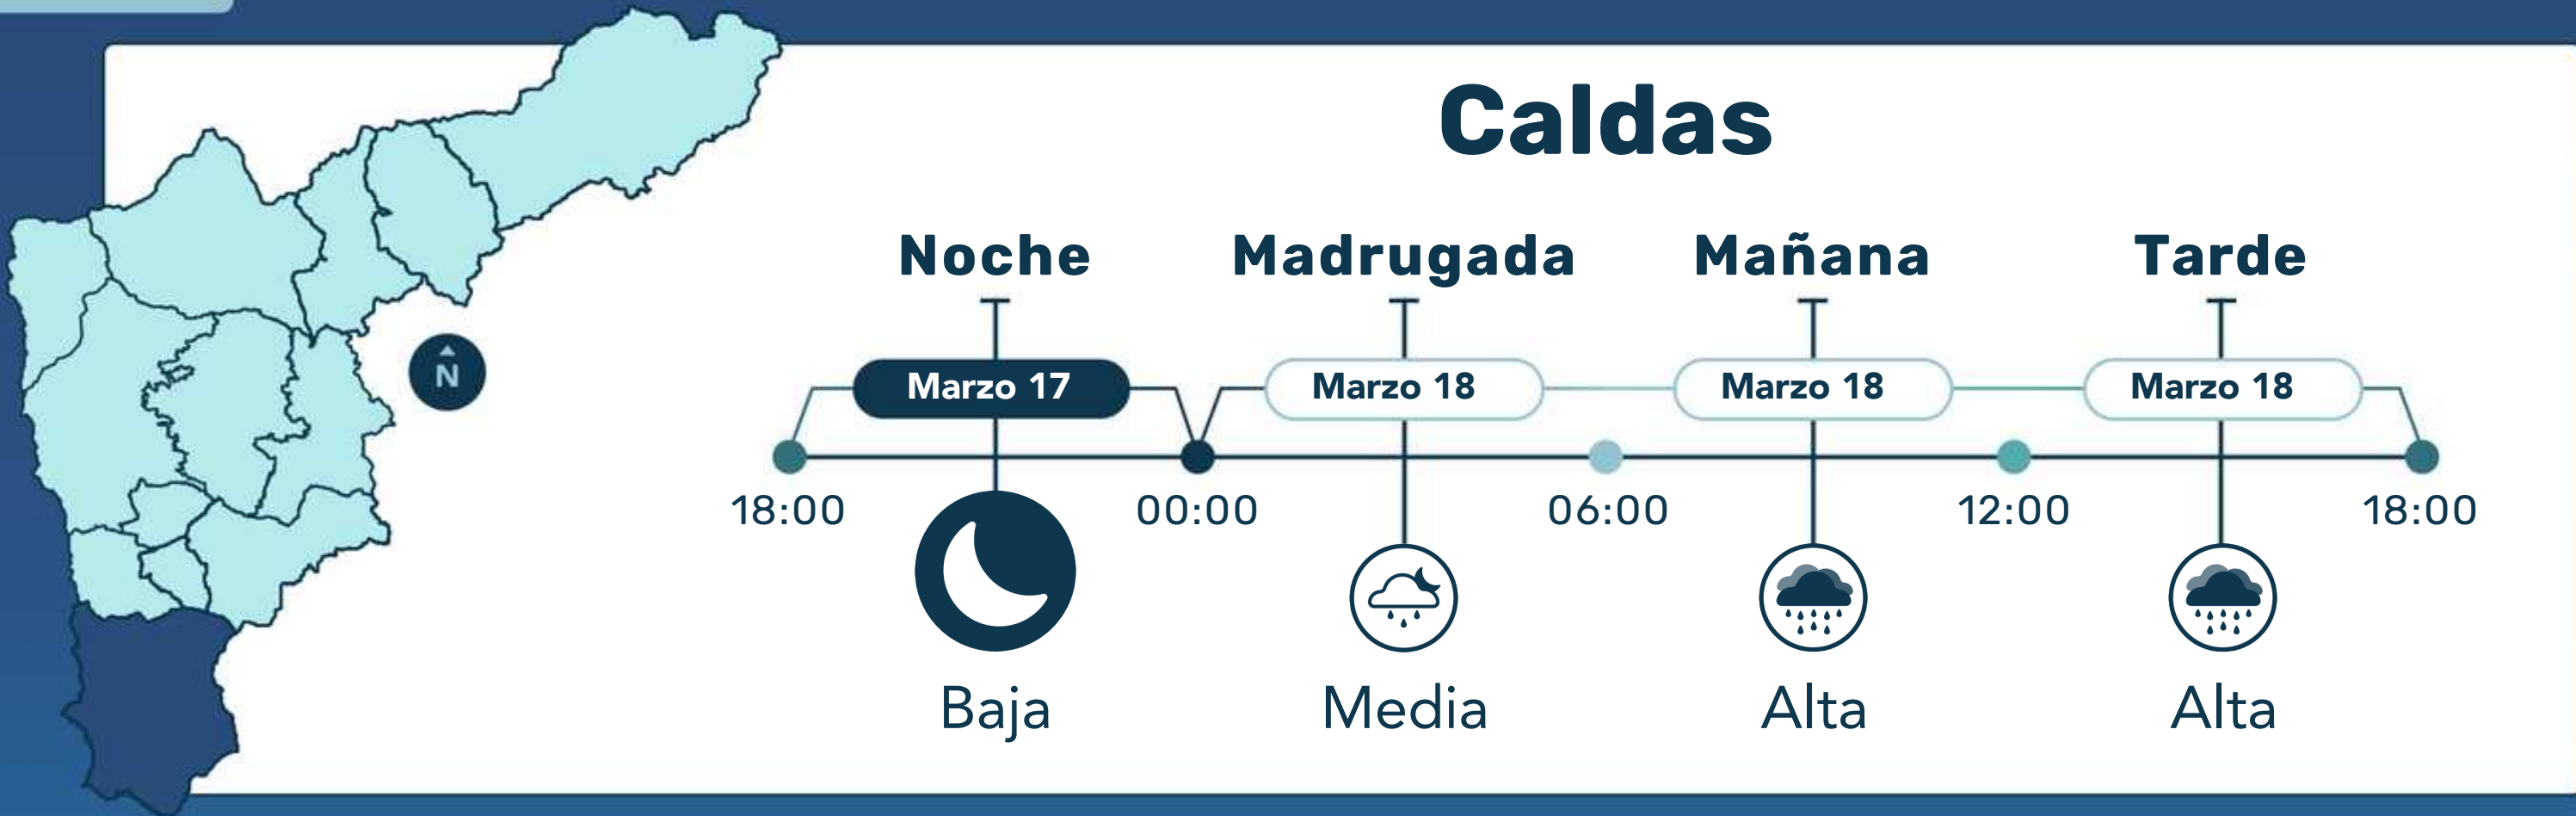 Caldas
Noche
Madrugada
Mañana
Tarde
Marzo 17
Marzo 18
Marzo 18
Marzo 18
N
18:00
00:00
06:00
12:00
18:00
Baja
Media
Alta
Alta